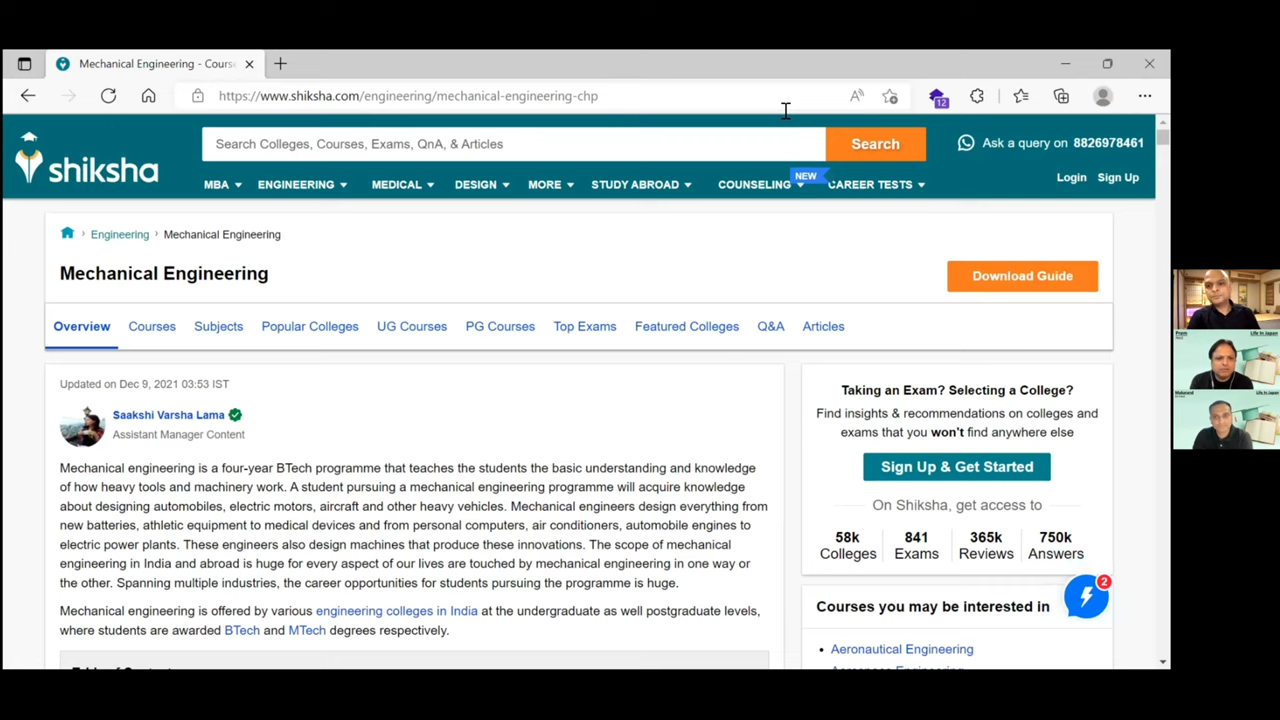 Mechanical Engineering - Cours
https://www.shiksha.com/engineering/mechanical-engineering-chp
12
shiksha
Search Colleges, Courses, Exams, QnA, & Articles
Search
Ask a query on 8826978461
MBA
ENGINEERING
MEDICAL
DESIGN
MORE
STUDY ABROAD
COUNSELING
NEW
CAREER TESTS
Login
Sign Up
Engineering › Mechanical Engineering
Mechanical Engineering
Download Guide
Overview
Courses
Subjects
Popular Colleges
UG Courses
PG Courses
Top Exams
Featured Colleges
Q&A
Articles
Updated on Dec 9, 2021 03:53 IST
Saakshi Varsha Lama
Assistant Manager Content
Mechanical engineering is a four-year BTech programme that teaches the students the basic understanding and knowledge
of how heavy tools and machinery work. A student pursuing a mechanical engineering programme will acquire knowledge
about designing automobiles, electric motors, aircraft and other heavy vehicles. Mechanical engineers design everything from
new batteries, athletic equipment to medical devices and from personal computers, air conditioners, automobile engines to
electric power plants. These engineers also design machines that produce these innovations. The scope of mechanical
engineering in India and abroad is huge for every aspect of our lives are touched by mechanical engineering in one way or
the other. Spanning multiple industries, the career opportunities for students pursuing the programme is huge.
Mechanical engineering is offered by various engineering colleges in India at the undergraduate as well postgraduate levels,
where students are awarded BTech and MTech degrees respectively.
Taking an Exam? Selecting a College?
Find insights & recommendations on colleges and
exams that you won't find anywhere else
Sign Up & Get Started
On Shiksha, get access to
58k
Colleges
841
Exams
365k
Reviews
750k
Answers
2
Courses you may be interested in
• Aeronautical Engineering
Prem
Life In Japan
Makarand
Life In Japan